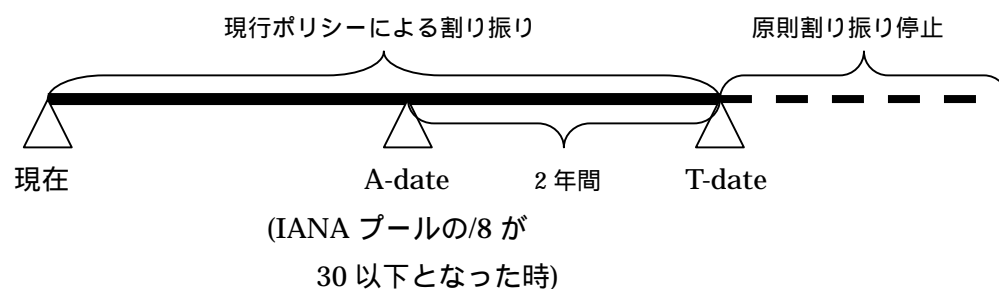 現行ポリシーによる割り振り
原則割り振り停止
現在
A-date
2 年間
T-date
(IANA プールの/8 が
30 以下となった時)